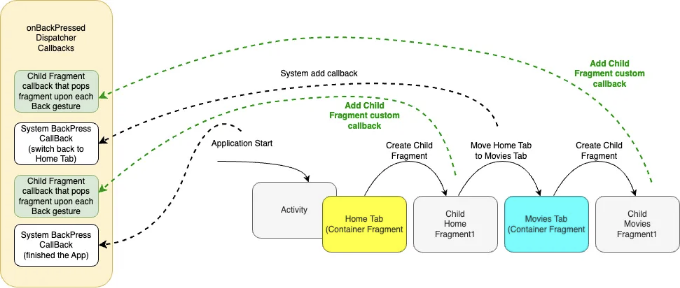 onBackPressed
Dispatcher
Callbacks
Child Fragment
callback that pops
fragment upon each
Back gesture
System BackPress
CallBack
(switch back to
Home Tab)
Child Fragment
callback that pops
fragment upon each
Back gesture
System BackPress
CallBack
(finished the App)
System add callback
Add Child
Fragment custom
callback
Add Child
Fragment custom
callback
Application Start
Create Child
Fragment
Move Home Tab
to Movies Tab
Create Child
Fragment
Activity
Home Tab
(Container Fragment
Child
Home
Fragment1
Movies Tab
(Container Fragment
Child
Movies
Fragment1